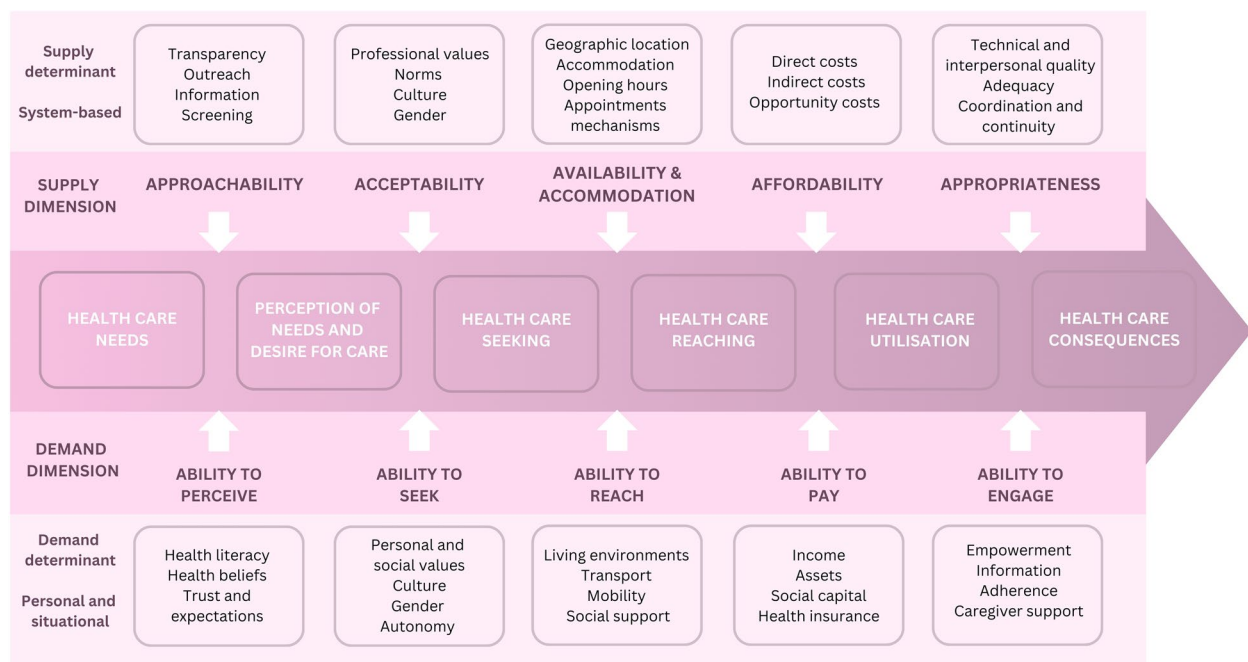 Supply
determinant
System-based
Transparency
Outreach
Information
Screening
Professional values
Norms
Culture
Gender
Geographic location
Accommodation
Opening hours
Appointments
mechanisms
Direct costs
Indirect costs
Opportunity costs
Technical and
interpersonal quality
Adequacy
Coordination and
continuity
SUPPLY
DIMENSION
APPROACHABILITY
ACCEPTABILITY
AVAILABILITY &
ACCOMMODATION
AFFORDABILITY
APPROPRIATENESS
HEALTH CARE
NEEDS
PERCEPTION OF
NEEDS AND
DESIRE FOR CARE
HEALTH CARE
SEEKING
HEALTH CARE
REACHING
HEALTH CARE
UTILISATION
HEALTH CARE
CONSEQUENCES
DEMAND
DIMENSION
ABILITY TO
PERCEIVE
ABILITY TO
SEEK
ABILITY TO
REACH
ABILITY TO
PAY
ABILITY TO
ENGAGE
Demand
determinant
Personal and
situational
Health literacy
Health beliefs
Trust and
expectations
Personal and
social values
Culture
Gender
Autonomy
Living environments
Transport
Mobility
Social support
Income
Assets
Social capital
Health insurance
Empowerment
Information
Adherence
Caregiver support